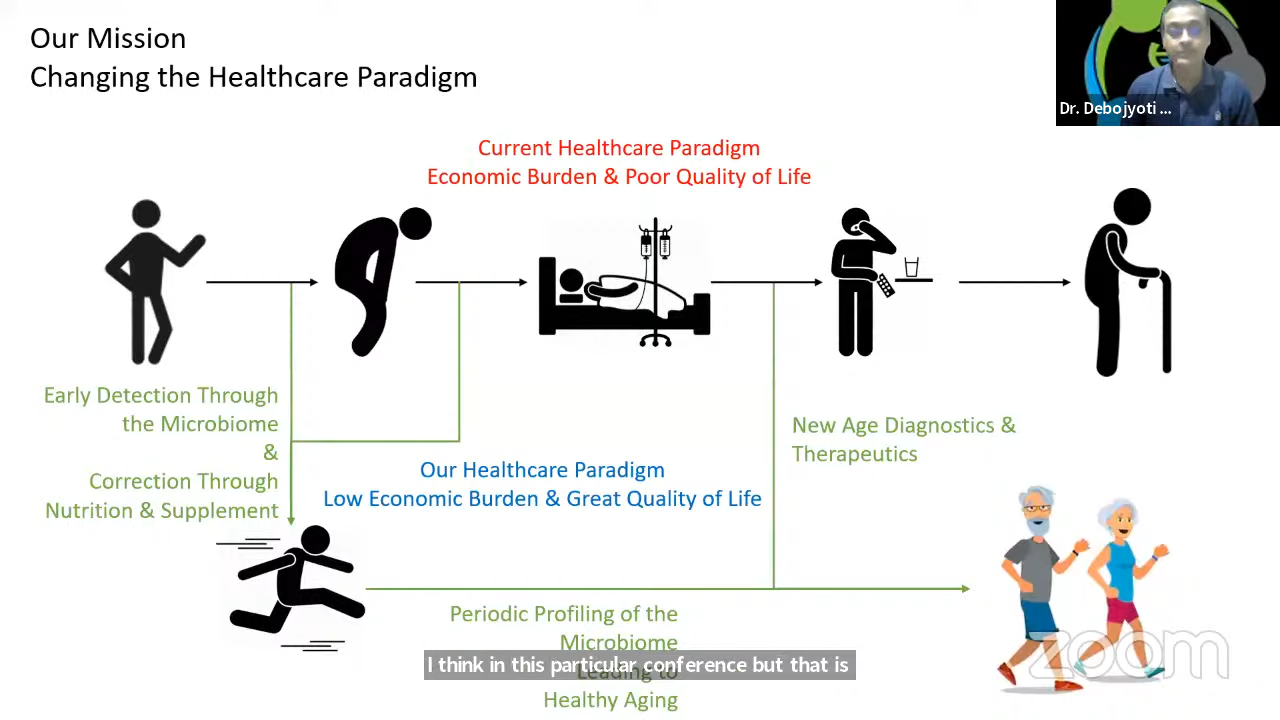 Our Mission
Changing the Healthcare Paradigm
Dr. Debojyoti ...
Current Healthcare Paradigm
Economic Burden & Poor Quality of Life
Early Detection Through
the Microbiome
&
Correction Through
Nutrition & Supplement
New Age Diagnostics &
Therapeutics
Our Healthcare Paradigm
Low Economic Burden & Great Quality of Life
Periodic Profiling of the
Microbiome
I think in this particular conference but that is
Leading to
Healthy Aging
zoom